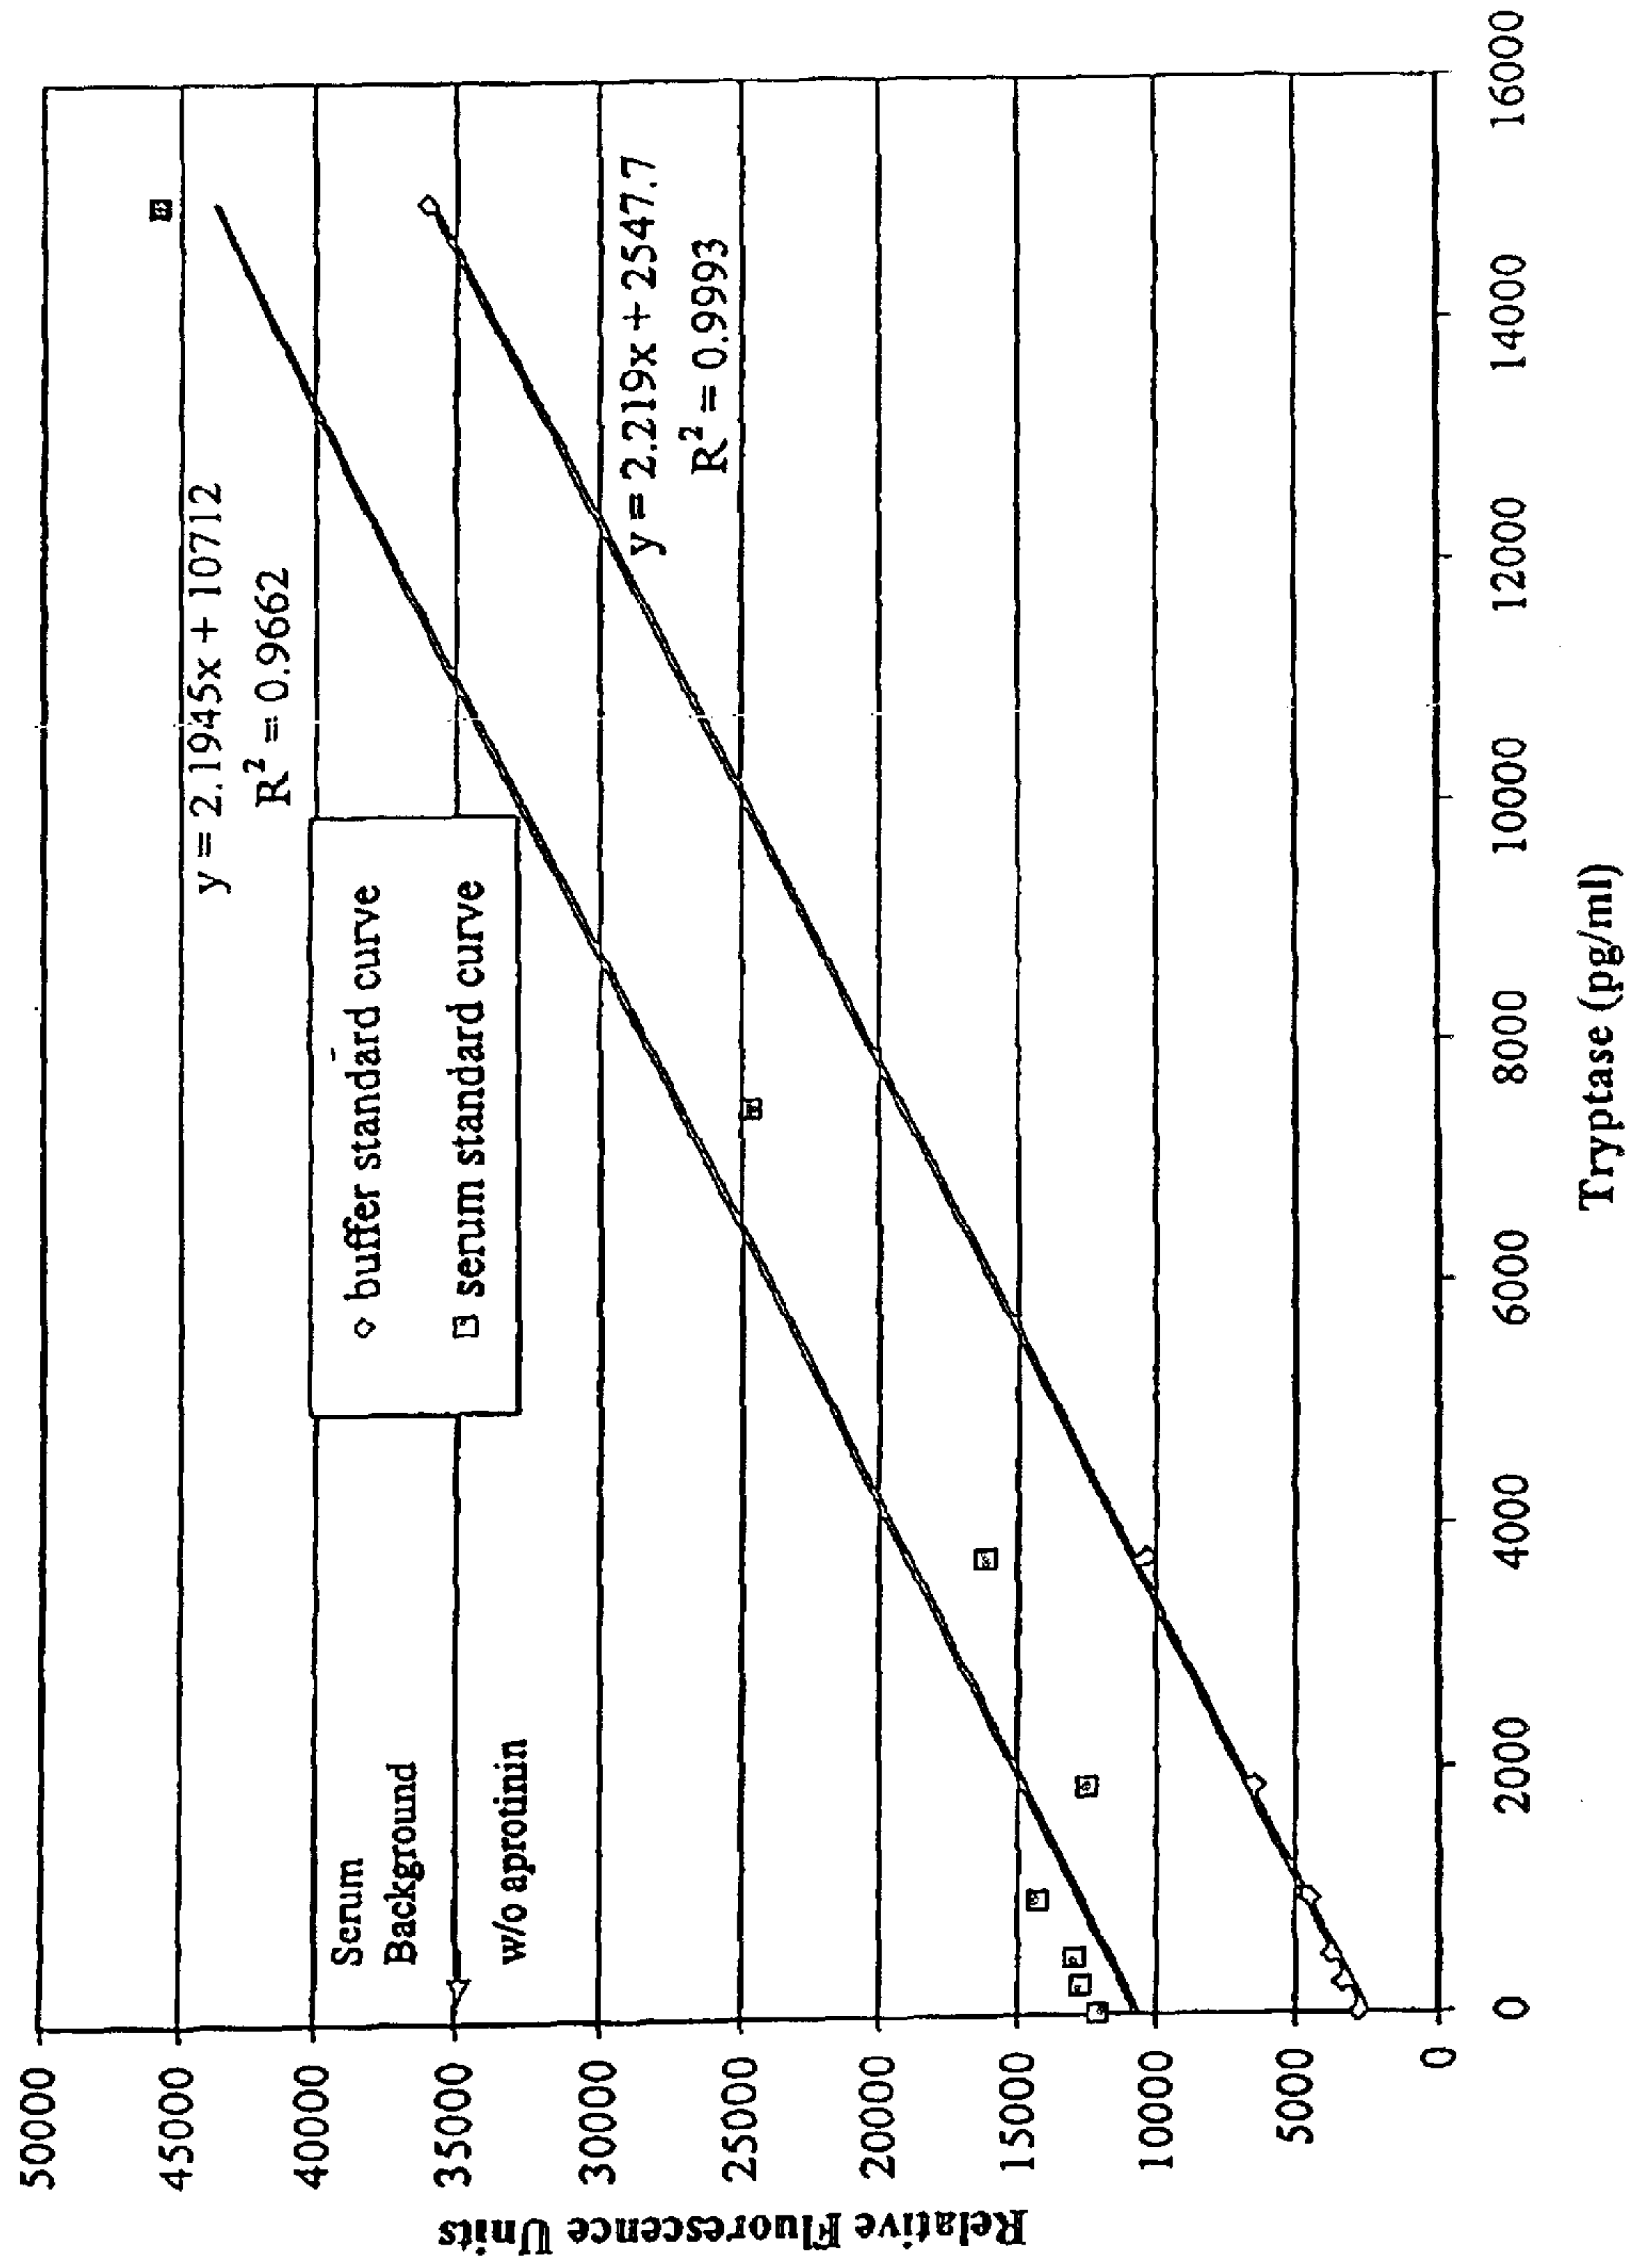 Relative Fluorescence Units
50000
45000
40000
35000
30000
25000
20000
15000
10000
5000
0
Serum
Background
w/o aprotinin
buffer standard curve
serum standard curve
y = 2.1945x + 10712
R² = 0.9662
y = 2.219x + 2547.7
R² = 0.9993
0 2000 4000 6000 8000 10000 12000 14000 16000
Tryptase (pg/ml)